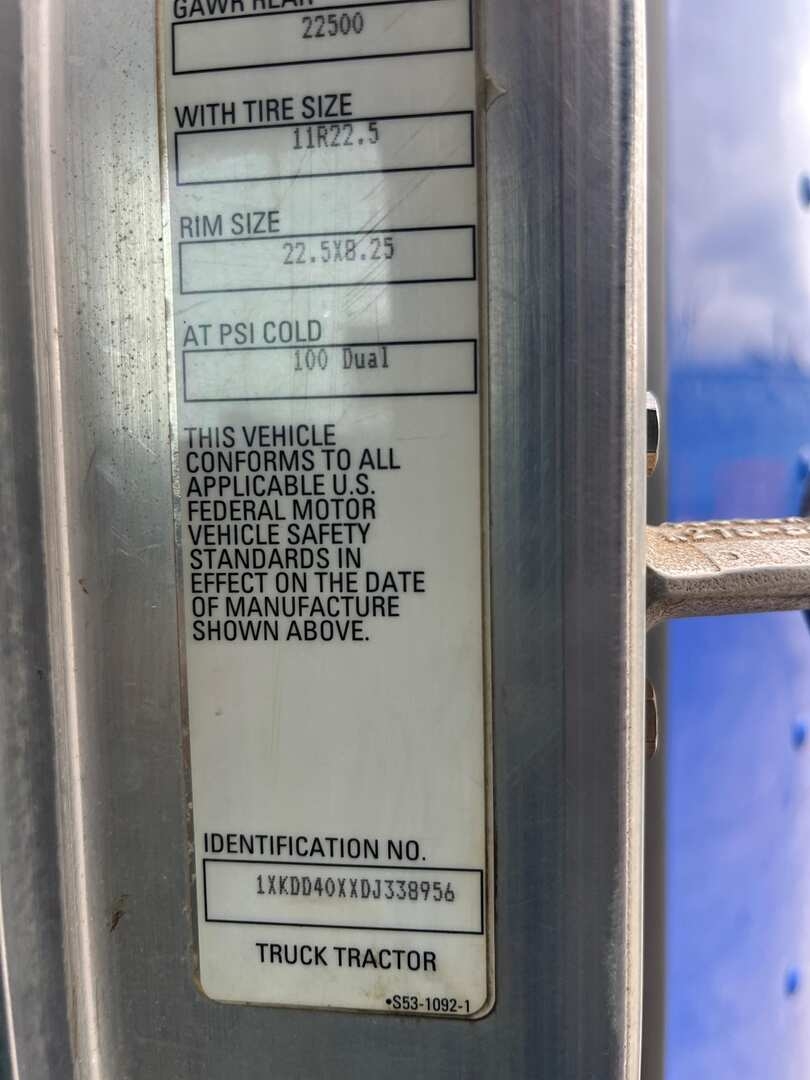 GAWR REAR
22500
WITH TIRE SIZE
11R22.5
RIM SIZE
22.5X8.25
AT PSI COLD
100 Dual
THIS VEHICLE
CONFORMS TO ALL
APPLICABLE U.S.
FEDERAL MOTOR
VEHICLE SAFETY
STANDARDS IN
EFFECT ON THE DATE
OF MANUFACTURE
SHOWN ABOVE.
IDENTIFICATION NO.
1XKDD40XXDJ338956
TRUCK TRACTOR
•S53-1092-1